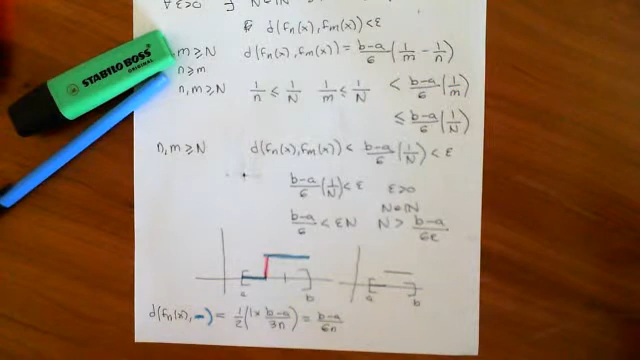 ∀ε>0
d(fₙ(x), fₘ(x)) < ε
n,m ≥ N d(fₙ(x), fₘ(x)) = b-a/6 (1/m - 1/n)
n ≥ m
n,m ≥ N 1/n ≤ 1/N 1/m ≤ 1/N < b-a/6 (1/m)
≤ b-a/6 (1/N)
n,m ≥ N d(fₙ(x), fₘ(x)) < b-a/6 (1/N) < ε
b-a/6 (1/N) < ε ε>0
N∈ℕ
b-a/6 < εN N > b-a/6ε
a b a b
d(fₙ(x), -) = 1/2 (1× b-a/3n) = b-a/6n
STABILO BOSS
ORIGINAL